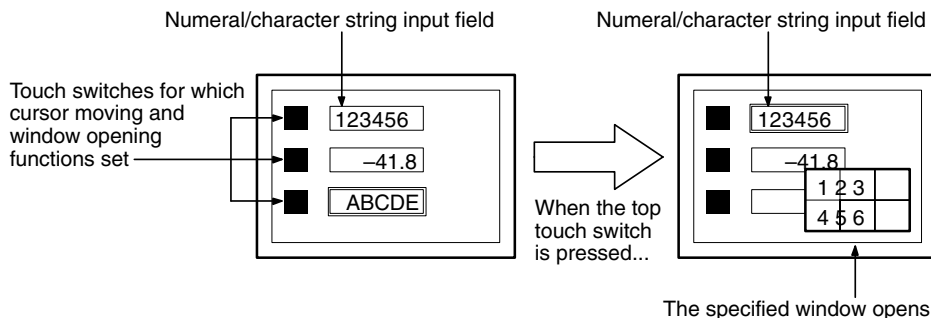 Numeral/character string input field
Numeral/character string input field
Touch switches for which
cursor moving and
window opening
functions set
123456
–41.8
ABCDE
When the top
touch switch
is pressed...
123456
–41.8
1 2 3
4 5 6
The specified window opens